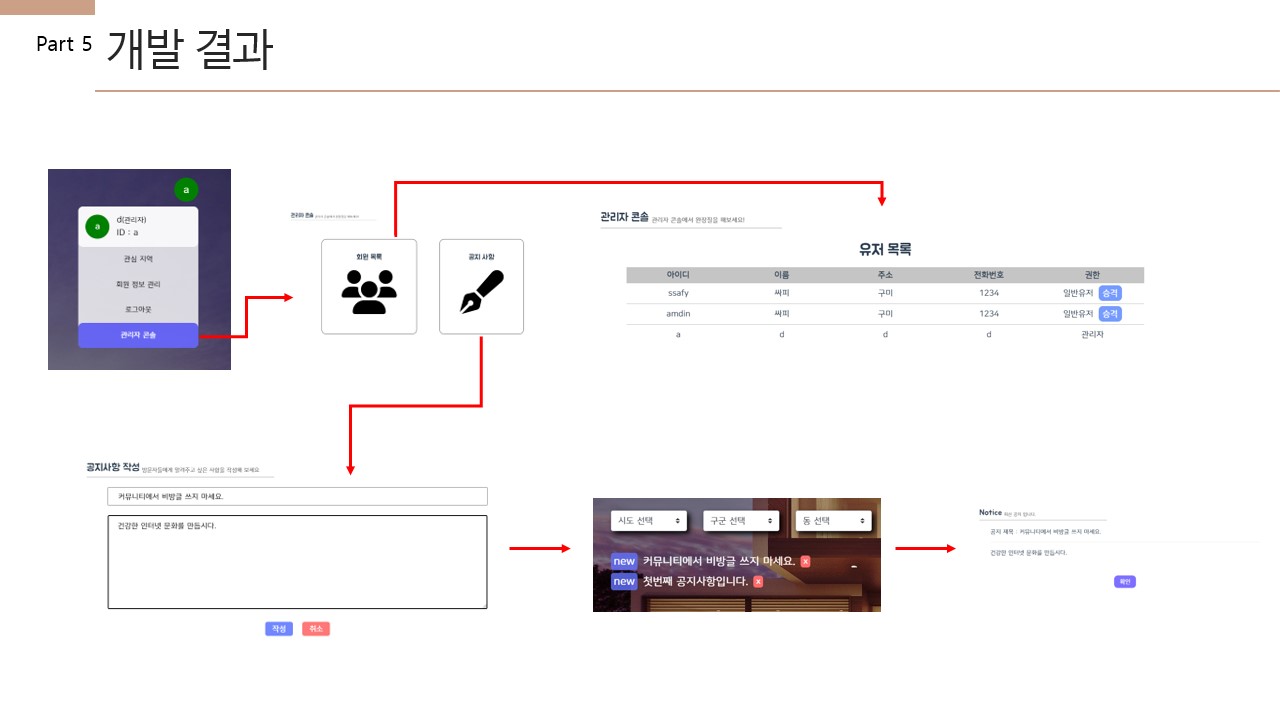 Part 5 개발 결과
a
a
d(관리자)
ID : a
관심 지역
회원 정보 관리
로그아웃
관리자 콘솔
관리자 콘솔
회원 목록
공지 사항
관리자 콘솔 관리자 콘솔에서 완장질을 해보세요!
유저 목록
아이디 이름 주소 전화번호 권한
ssafy 싸피 구미 1234 일반유저 승격
amdin 싸피 구미 1234 일반유저 승격
a d d d 관리자
공지사항 작성 방문자들에게 알려주고 싶은 사항을 작성해 보세요
커뮤니티에서 비방글 쓰지 마세요.
건강한 인터넷 문화를 만듭시다.
작성 취소
시도 선택 구군 선택 동 선택
new 커뮤니티에서 비방글 쓰지 마세요. x
new 첫번째 공지사항입니다. x
Notice 최신 공지 입니다
공지 제목 : 커뮤니티에서 비방글 쓰지 마세요.
건강한 인터넷 문화를 만듭시다.
확인